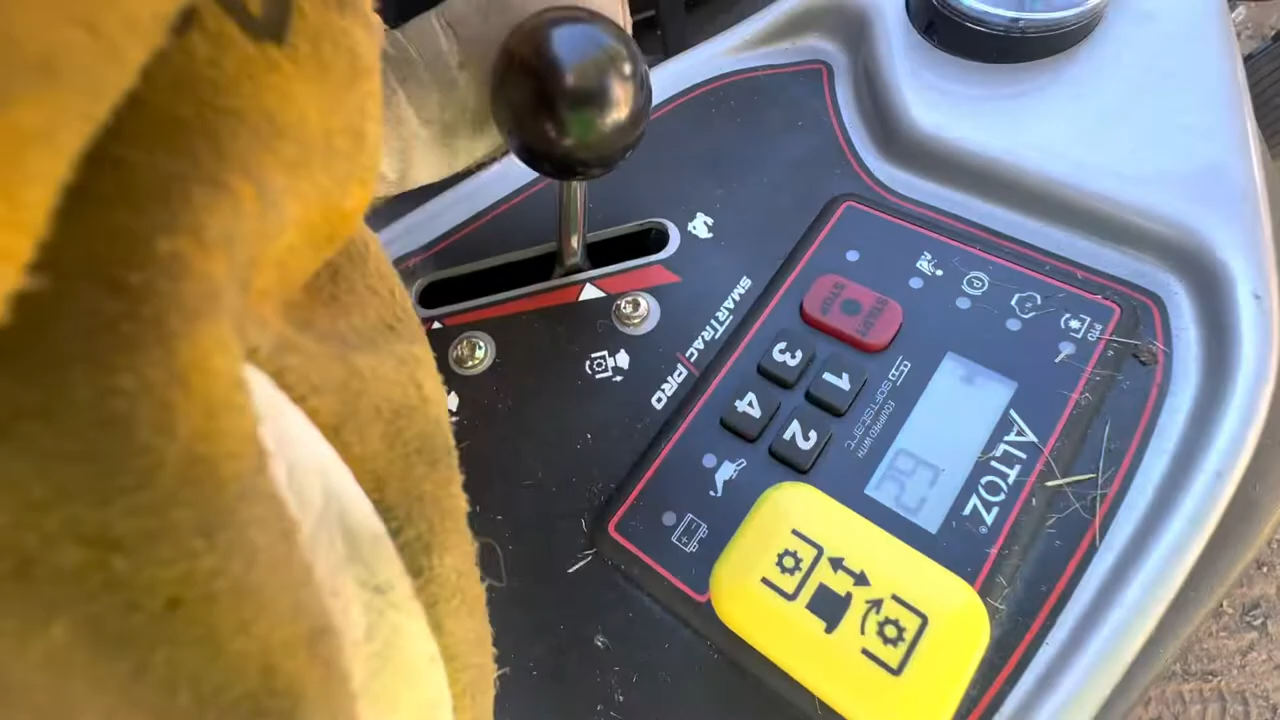 SMARTRAC|PRO
START
STOP
3
1
4
2
PTO
EQUIPPED WITH
SOFTStart
ALTOZ®